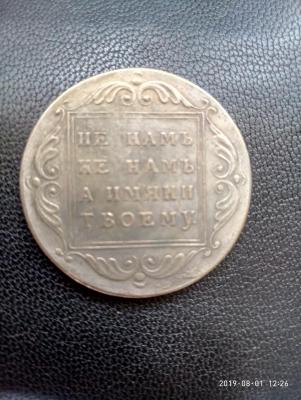 НЕ НАМЪ
НЕ НАМЪ
А ИМЯНИ
ТВОЕМУ.
2019-08-01 12:26